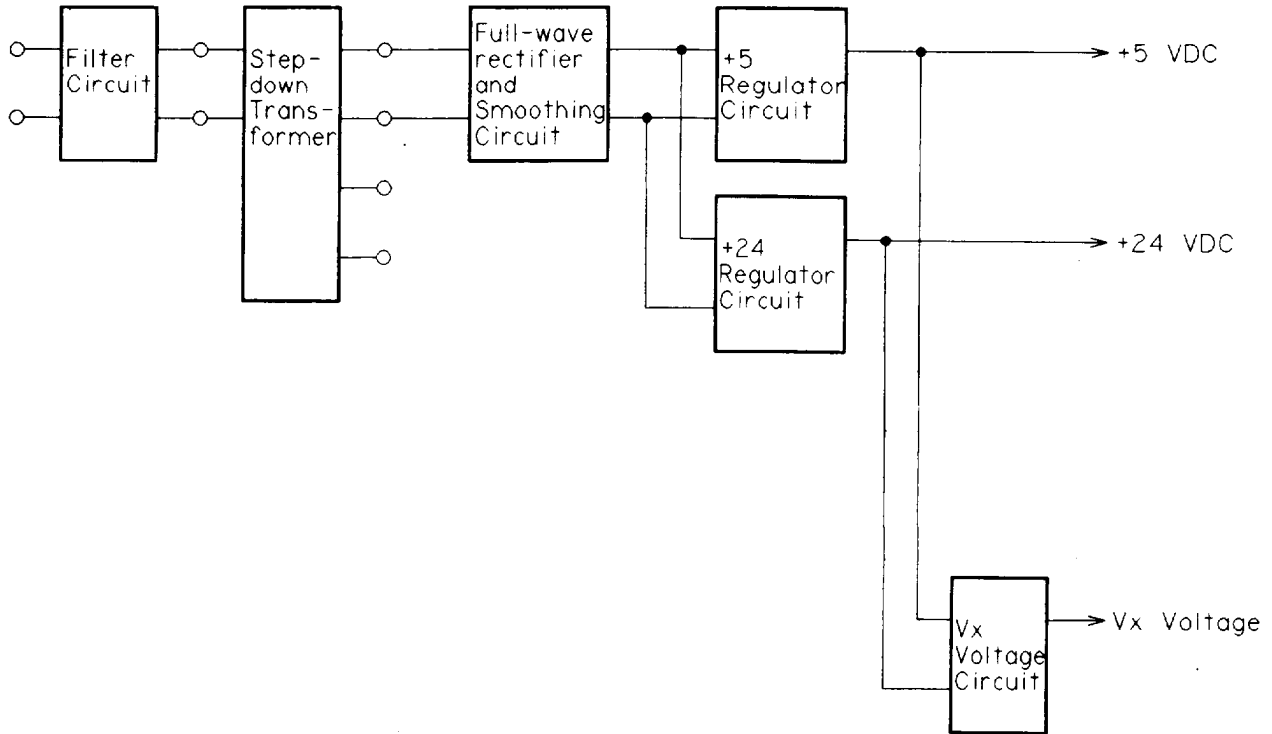 Filter
Circuit
Step-
down
Trans-
former
Full-wave
rectifier
and
Smoothing
Circuit
+5
Regulator
Circuit
+5 VDC
+24
Regulator
Circuit
+24 VDC
Vx
Voltage
Circuit
Vx Voltage